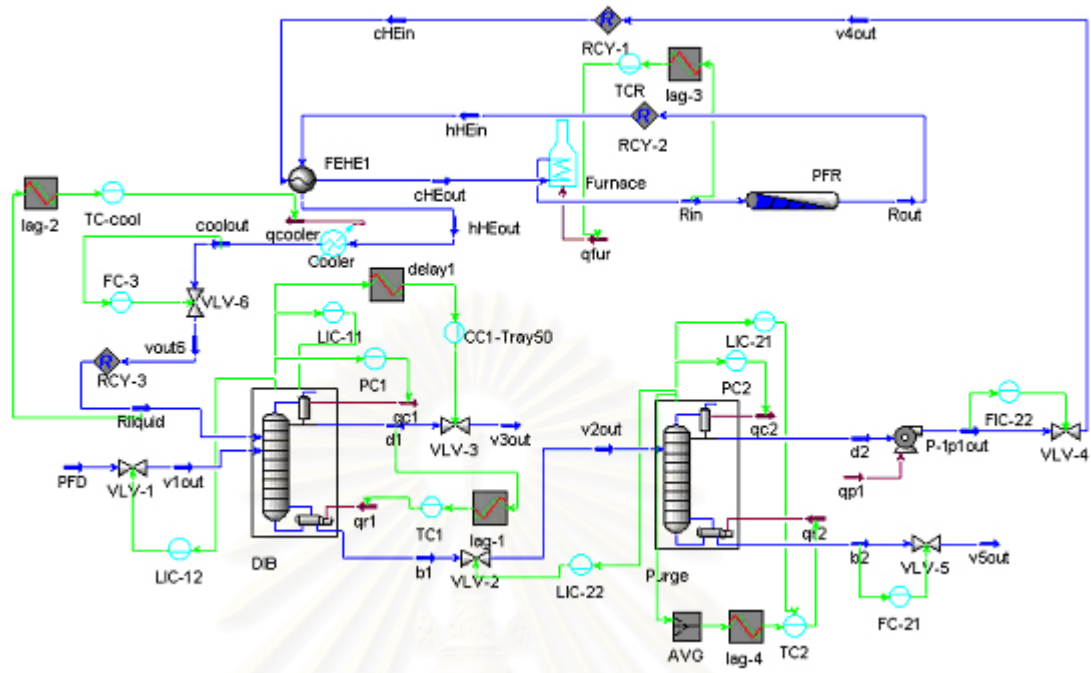 cHEin
RCY-1
v4out
TCR
lag-3
hHEin
RCY-2
FEHE1
cHEout
Furnace
PFR
Rin
Rout
lag-2
TC-cool
coolout
qcooler
Cooler
hHEout
qfur
FC-3
VLV-6
delay1
LIC-11
CC1-Tray50
LIC-21
vout6
RCY-3
PC1
PC2
FIC-22
Rliquid
qc1
d1
VLV-3
v3out
v2out
qc2
d2
P-1
p1out
VLV-4
PFD
VLV-1
v1out
qp1
qr1
TC1
lag-1
qr2
LIC-12
DIB
b1
VLV-2
LIC-22
Purge
b2
VLV-5
v5out
FC-21
AVG
lag-4
TC2